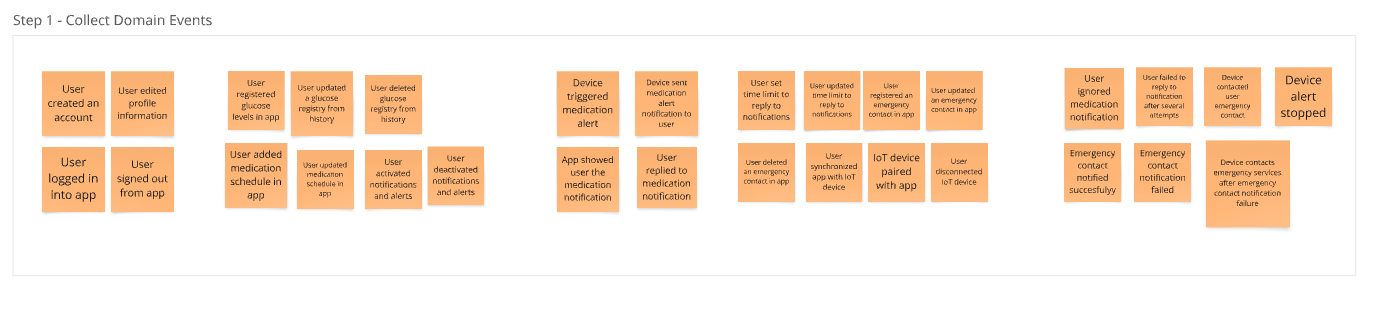 Step 1 - Collect Domain Events
User
created an
account
User edited
profile
information
User
logged in
into app
User
signed out
from app
User
registered
glucose
levels in app
User updated
a glucose
registry from
history
User deleted
glucose
registry from
history
User added
medication
schedule in
app
User updated
medication
schedule in
app
User
activated
notifications
and alerts
User
deactivated
notifications
and alerts
Device
triggered
medication
alert
Device sent
medication
alert
notification to
user
App showed
user the
medication
notification
User
replied to
medication
notification
User set
time limit to
reply to
notifications
User updated
time limit to
reply to
notifications
User
registered an
emergency
contact in app
User updated
an emergency
contact in app
User deleted
an emergency
contact in app
User
synchronized
app with IoT
device
IoT device
paired
with app
User
disconnected
IoT device
User
ignored
medication
notification
User failed to
reply to
notification
after several
attempts
Device
contacted
user
emergency
contact
Device
alert
stopped
Emergency
contact
notified
succesfulyy
Emergency
contact
notification
failed
Device contacts
emergency services
after emergency
contact notification
failure